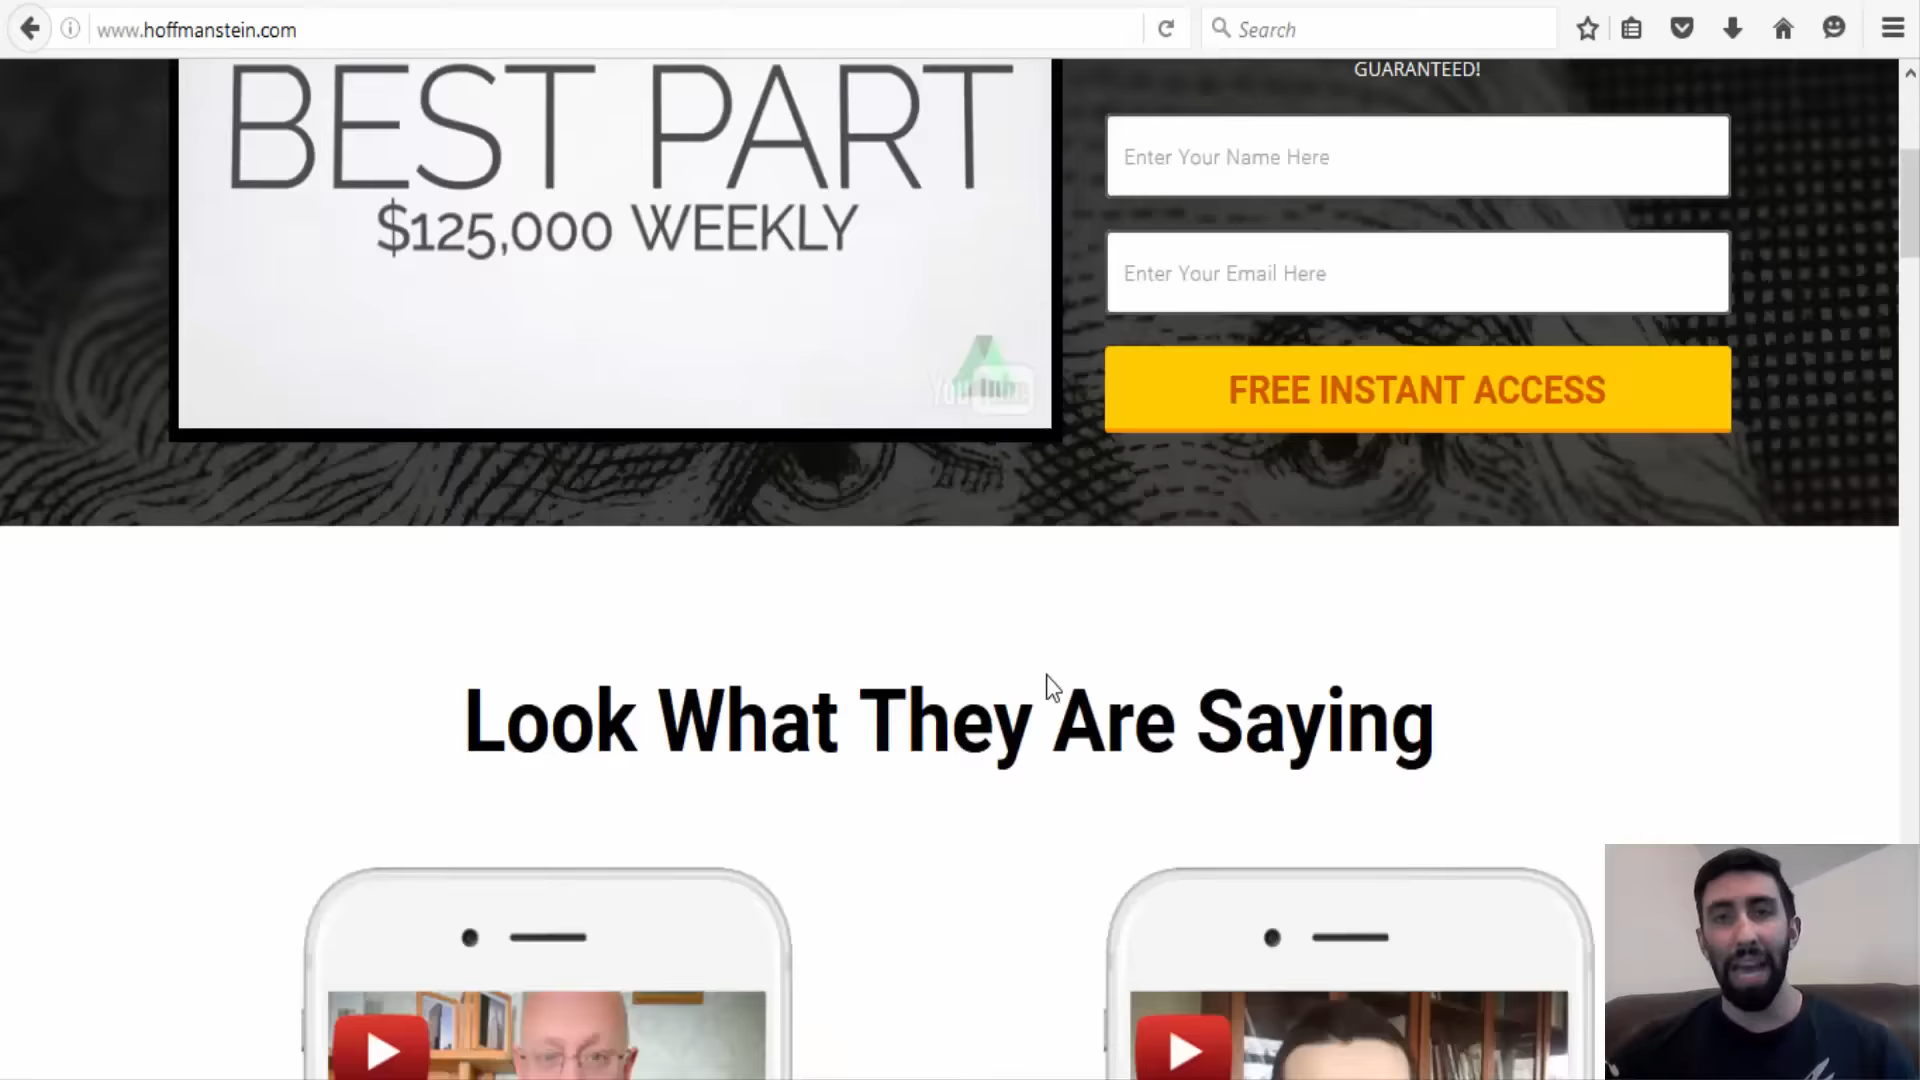 www.hoffmanstein.com
Search
BEST PART
$125,000 WEEKLY
YouTube
GUARANTEED!
Enter Your Name Here
Enter Your Email Here
FREE INSTANT ACCESS
Look What They Are Saying